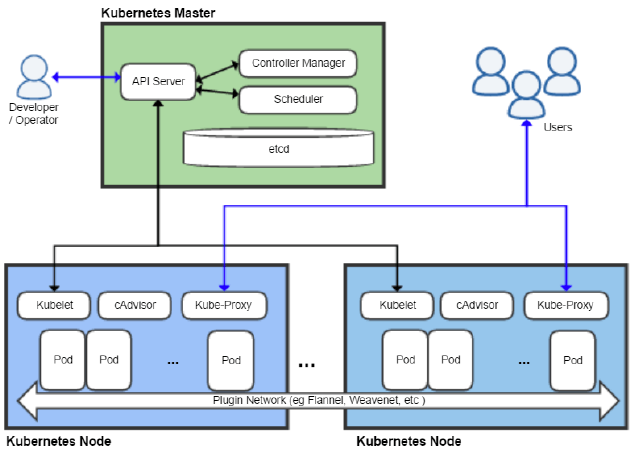 Kubernetes Master
API Server
Controller Manager
Scheduler
etcd
Developer
/ Operator
Users
Kubelet
cAdvisor
Kube-Proxy
Pod
Pod
...
Pod
...
Kubelet
cAdvisor
Kube-Proxy
Pod
Pod
...
Pod
Plugin Network (eg Flannel, Weavenet, etc )
Kubernetes Node
Kubernetes Node